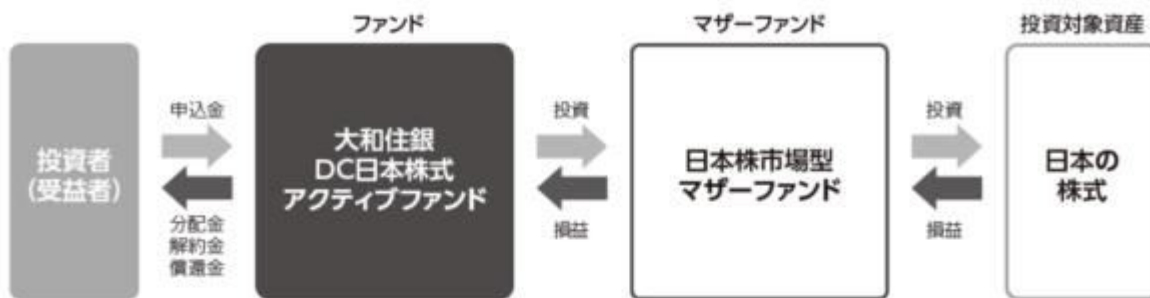 ファンド
マザーファンド
投資対象資産
投資者
(受益者)
申込金
分配金
解約金
償還金
大和住銀
DC日本株式
アクティブファンド
投資
損益
日本株市場型
マザーファンド
投資
損益
日本の
株式